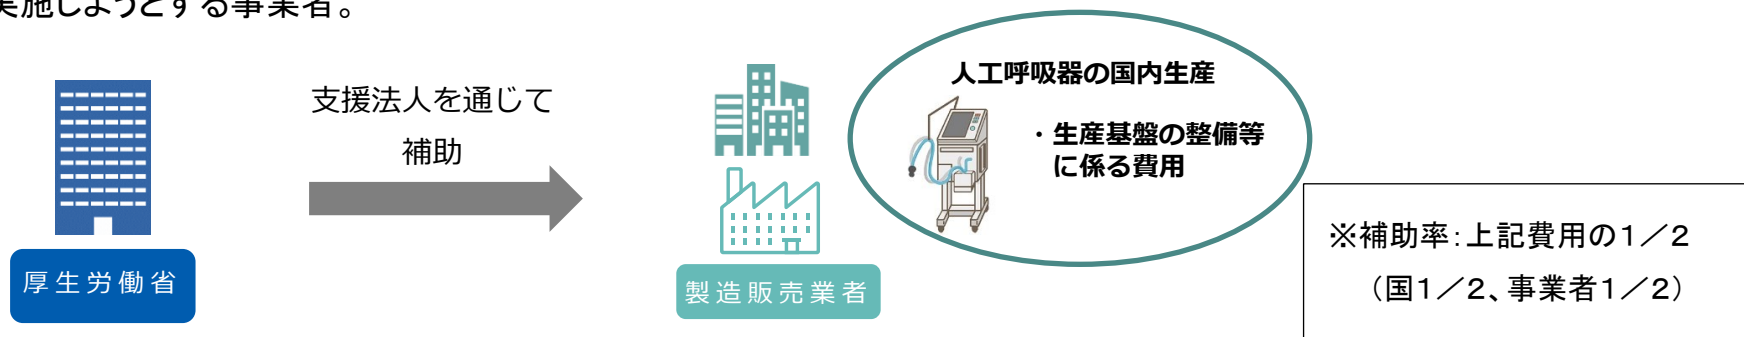 実施しようとする事業者。
支援法人を通じて
補助
厚生労働省
製造販売業者
人工呼吸器の国内生産
・生産基盤の整備等
に係る費用
※補助率:上記費用の1/2
(国1/2、事業者1/2)